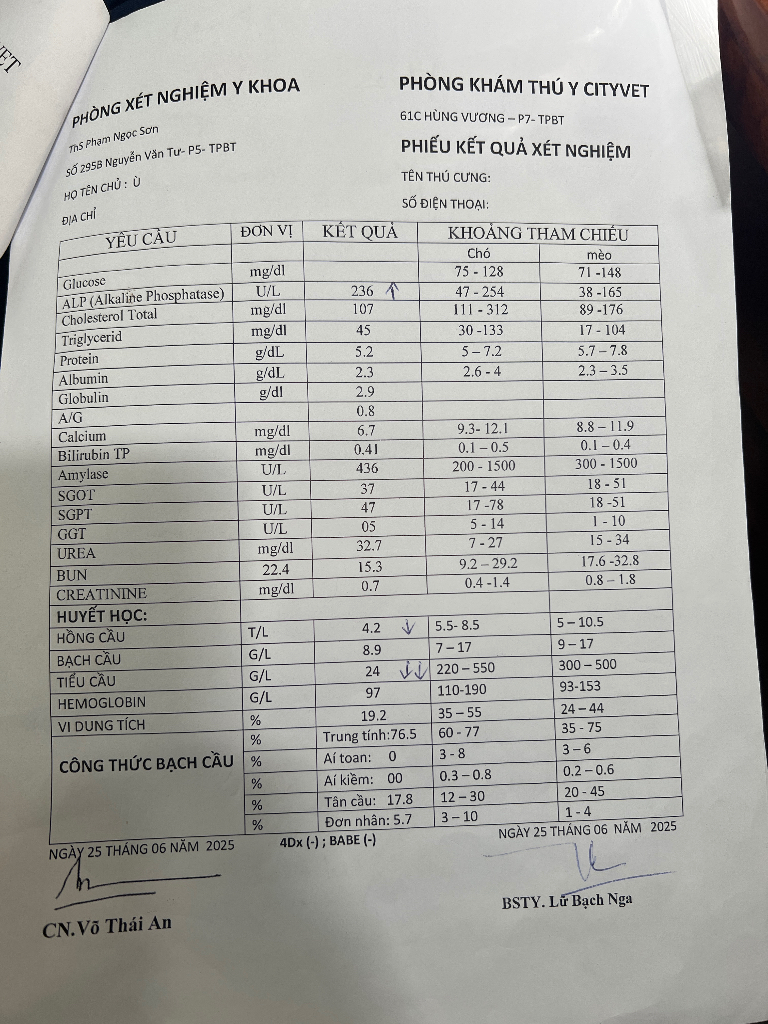 YET
PHÒNG XÉT NGHIỆM Y KHOA
ThS Phạm Ngọc Sơn
SỐ 295B Nguyễn Văn Tư- P5- TPBT
HỌ TÊN CHỦ : Ù
ĐỊA CHỈ
PHÒNG KHÁM THÚ Y CITYVET
61C HÙNG VƯƠNG – P7- TPBT
PHIẾU KẾT QUẢ XÉT NGHIỆM
TÊN THÚ CƯNG:
SỐ ĐIỆN THOẠI:
YÊU CẦU ĐƠN VỊ KẾT QUẢ KHOẢNG THAM CHIẾU
Chó mèo
Glucose mg/dl 75 - 128 71 -148
ALP (Alkaline Phosphatase) U/L 236 ↑ 47 - 254 38 -165
Cholesterol Total mg/dl 107 111 - 312 89 -176
Triglycerid mg/dl 45 30 -133 17 - 104
Protein g/dL 5.2 5 – 7.2 5.7 – 7.8
Albumin g/dL 2.3 2.6 - 4 2.3 – 3.5
Globulin g/dl 2.9
A/G 0.8
Calcium mg/dl 6.7 9.3- 12.1 8.8 – 11.9
Bilirubin TP mg/dl 0.41 0.1 – 0.5 0.1 – 0.4
Amylase U/L 436 200 - 1500 300 - 1500
SGOT U/L 37 17 - 44 18 - 51
SGPT U/L 47 17 -78 18 -51
GGT U/L 05 5 - 14 1 - 10
UREA mg/dl 32.7 7 - 27 15 - 34
BUN 22.4 15.3 9.2 – 29.2 17.6 -32.8
CREATININE mg/dl 0.7 0.4 -1.4 0.8 – 1.8
HUYẾT HỌC:
HỒNG CẦU T/L 4.2 ↓ 5.5- 8.5 5 – 10.5
BẠCH CẦU G/L 8.9 7 – 17 9 – 17
TIỂU CẦU G/L 24 ↓↓ 220 – 550 300 – 500
HEMOGLOBIN G/L 97 110-190 93-153
VI DUNG TÍCH % 19.2 35 – 55 24 – 44
CÔNG THỨC BẠCH CẦU % Trung tính:76.5 60 - 77 35 - 75
% Aí toan: 0 3 - 8 3 – 6
% Aí kiềm: 00 0.3 – 0.8 0.2 – 0.6
% Tân cầu: 17.8 12 – 30 20 - 45
% Đơn nhân: 5.7 3 – 10 1 - 4
NGÀY 25 THÁNG 06 NĂM 2025
4Dx (-) ; BABE (-)
NGÀY 25 THÁNG 06 NĂM 2025
CN.Võ Thái An
BSTY. Lữ Bạch Nga